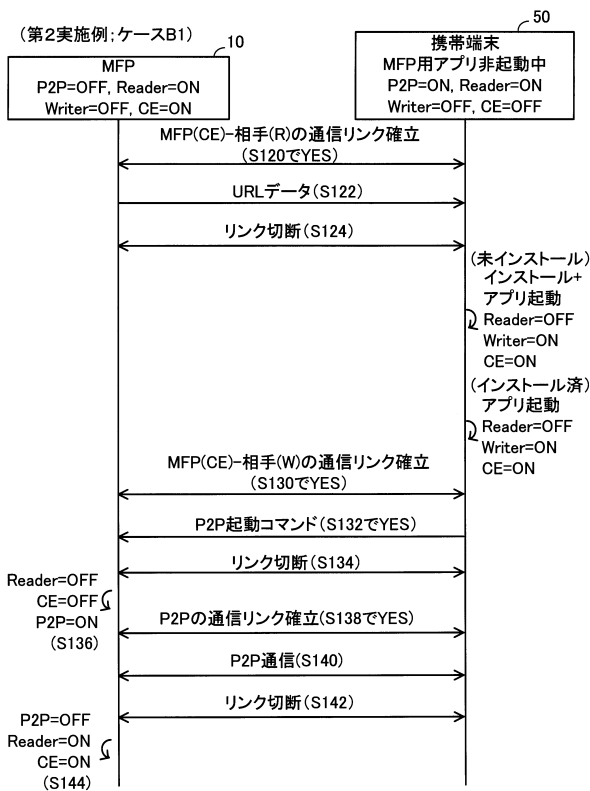 (第2実施例;ケースB1)
10
MFP
P2P=OFF, Reader=ON
Writer=OFF, CE=ON
50
携帯端末
MFP用アプリ非起動中
P2P=ON, Reader=ON
Writer=OFF, CE=OFF
MFP(CE)-相手(R)の通信リンク確立
(S120でYES)
URLデータ(S122)
リンク切断(S124)
(未インストール)
インストール+
アプリ起動
Reader=OFF
Writer=ON
CE=ON
(インストール済)
アプリ起動
Reader=OFF
Writer=ON
CE=ON
MFP(CE)-相手(W)の通信リンク確立
(S130でYES)
P2P起動コマンド(S132でYES)
リンク切断(S134)
Reader=OFF
CE=OFF
P2P=ON
(S136)
P2Pの通信リンク確立(S138でYES)
P2P通信(S140)
リンク切断(S142)
P2P=OFF
Reader=ON
CE=ON
(S144)